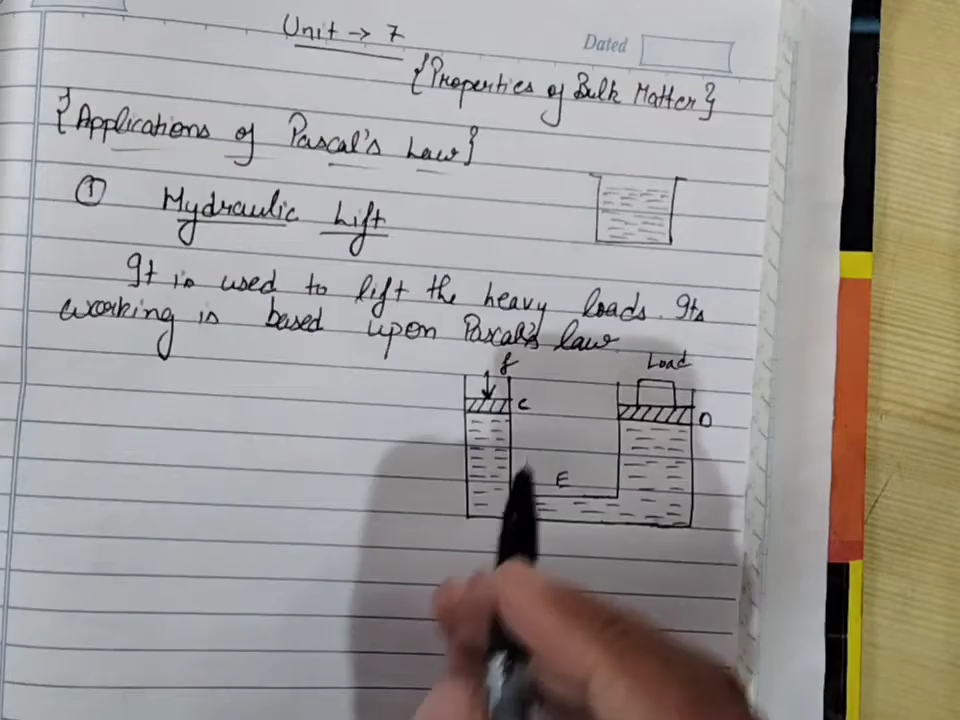 Unit → 7
Dated
{Properties of Bulk Matter}
{Applications of Pascal's Law}
① Hydraulic Lift
It is used to lift the heavy loads. Its
working is based upon Pascal's law
f Load
C D
E